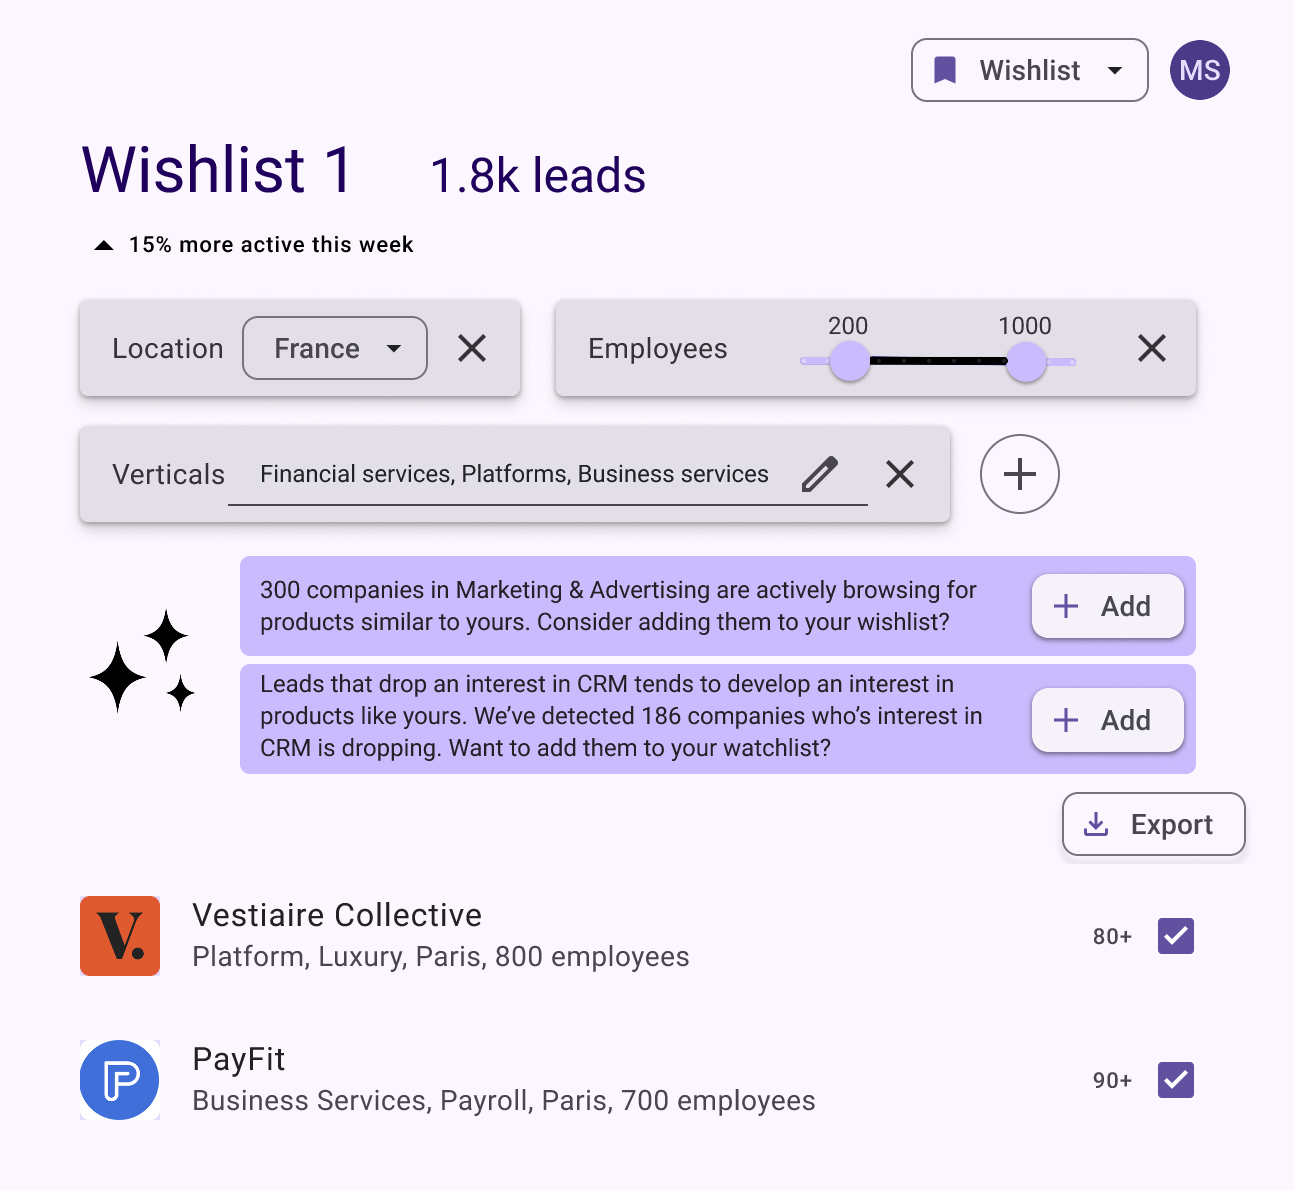 Wishlist
MS
Wishlist 1
1.8k leads
15% more active this week
Location
France
Employees
200
1000
Verticals
Financial services, Platforms, Business services
300 companies in Marketing & Advertising are actively browsing for
products similar to yours. Consider adding them to your wishlist?
Add
Leads that drop an interest in CRM tends to develop an interest in
products like yours. We’ve detected 186 companies who’s interest in
CRM is dropping. Want to add them to your watchlist?
Add
Export
V.
Vestiaire Collective
Platform, Luxury, Paris, 800 employees
80+
P
PayFit
Business Services, Payroll, Paris, 700 employees
90+